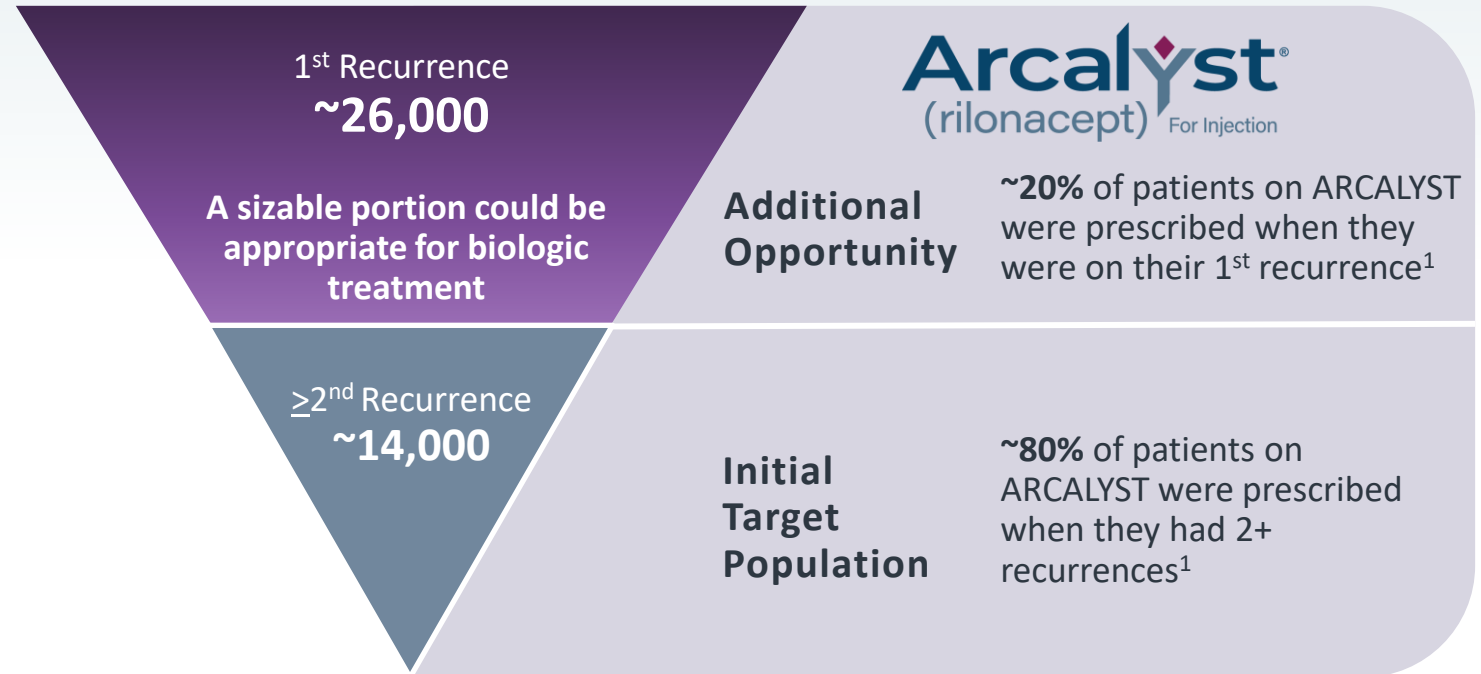 1st Recurrence
~26,000
A sizable portion could be
appropriate for biologic
treatment
Arcalyst®
(rilonacept) For Injection
Additional
Opportunity
~20% of patients on ARCALYST
were prescribed when they
were on their 1st recurrence1
≥2nd Recurrence
~14,000
Initial
Target
Population
~80% of patients on
ARCALYST were prescribed
when they had 2+
recurrences1